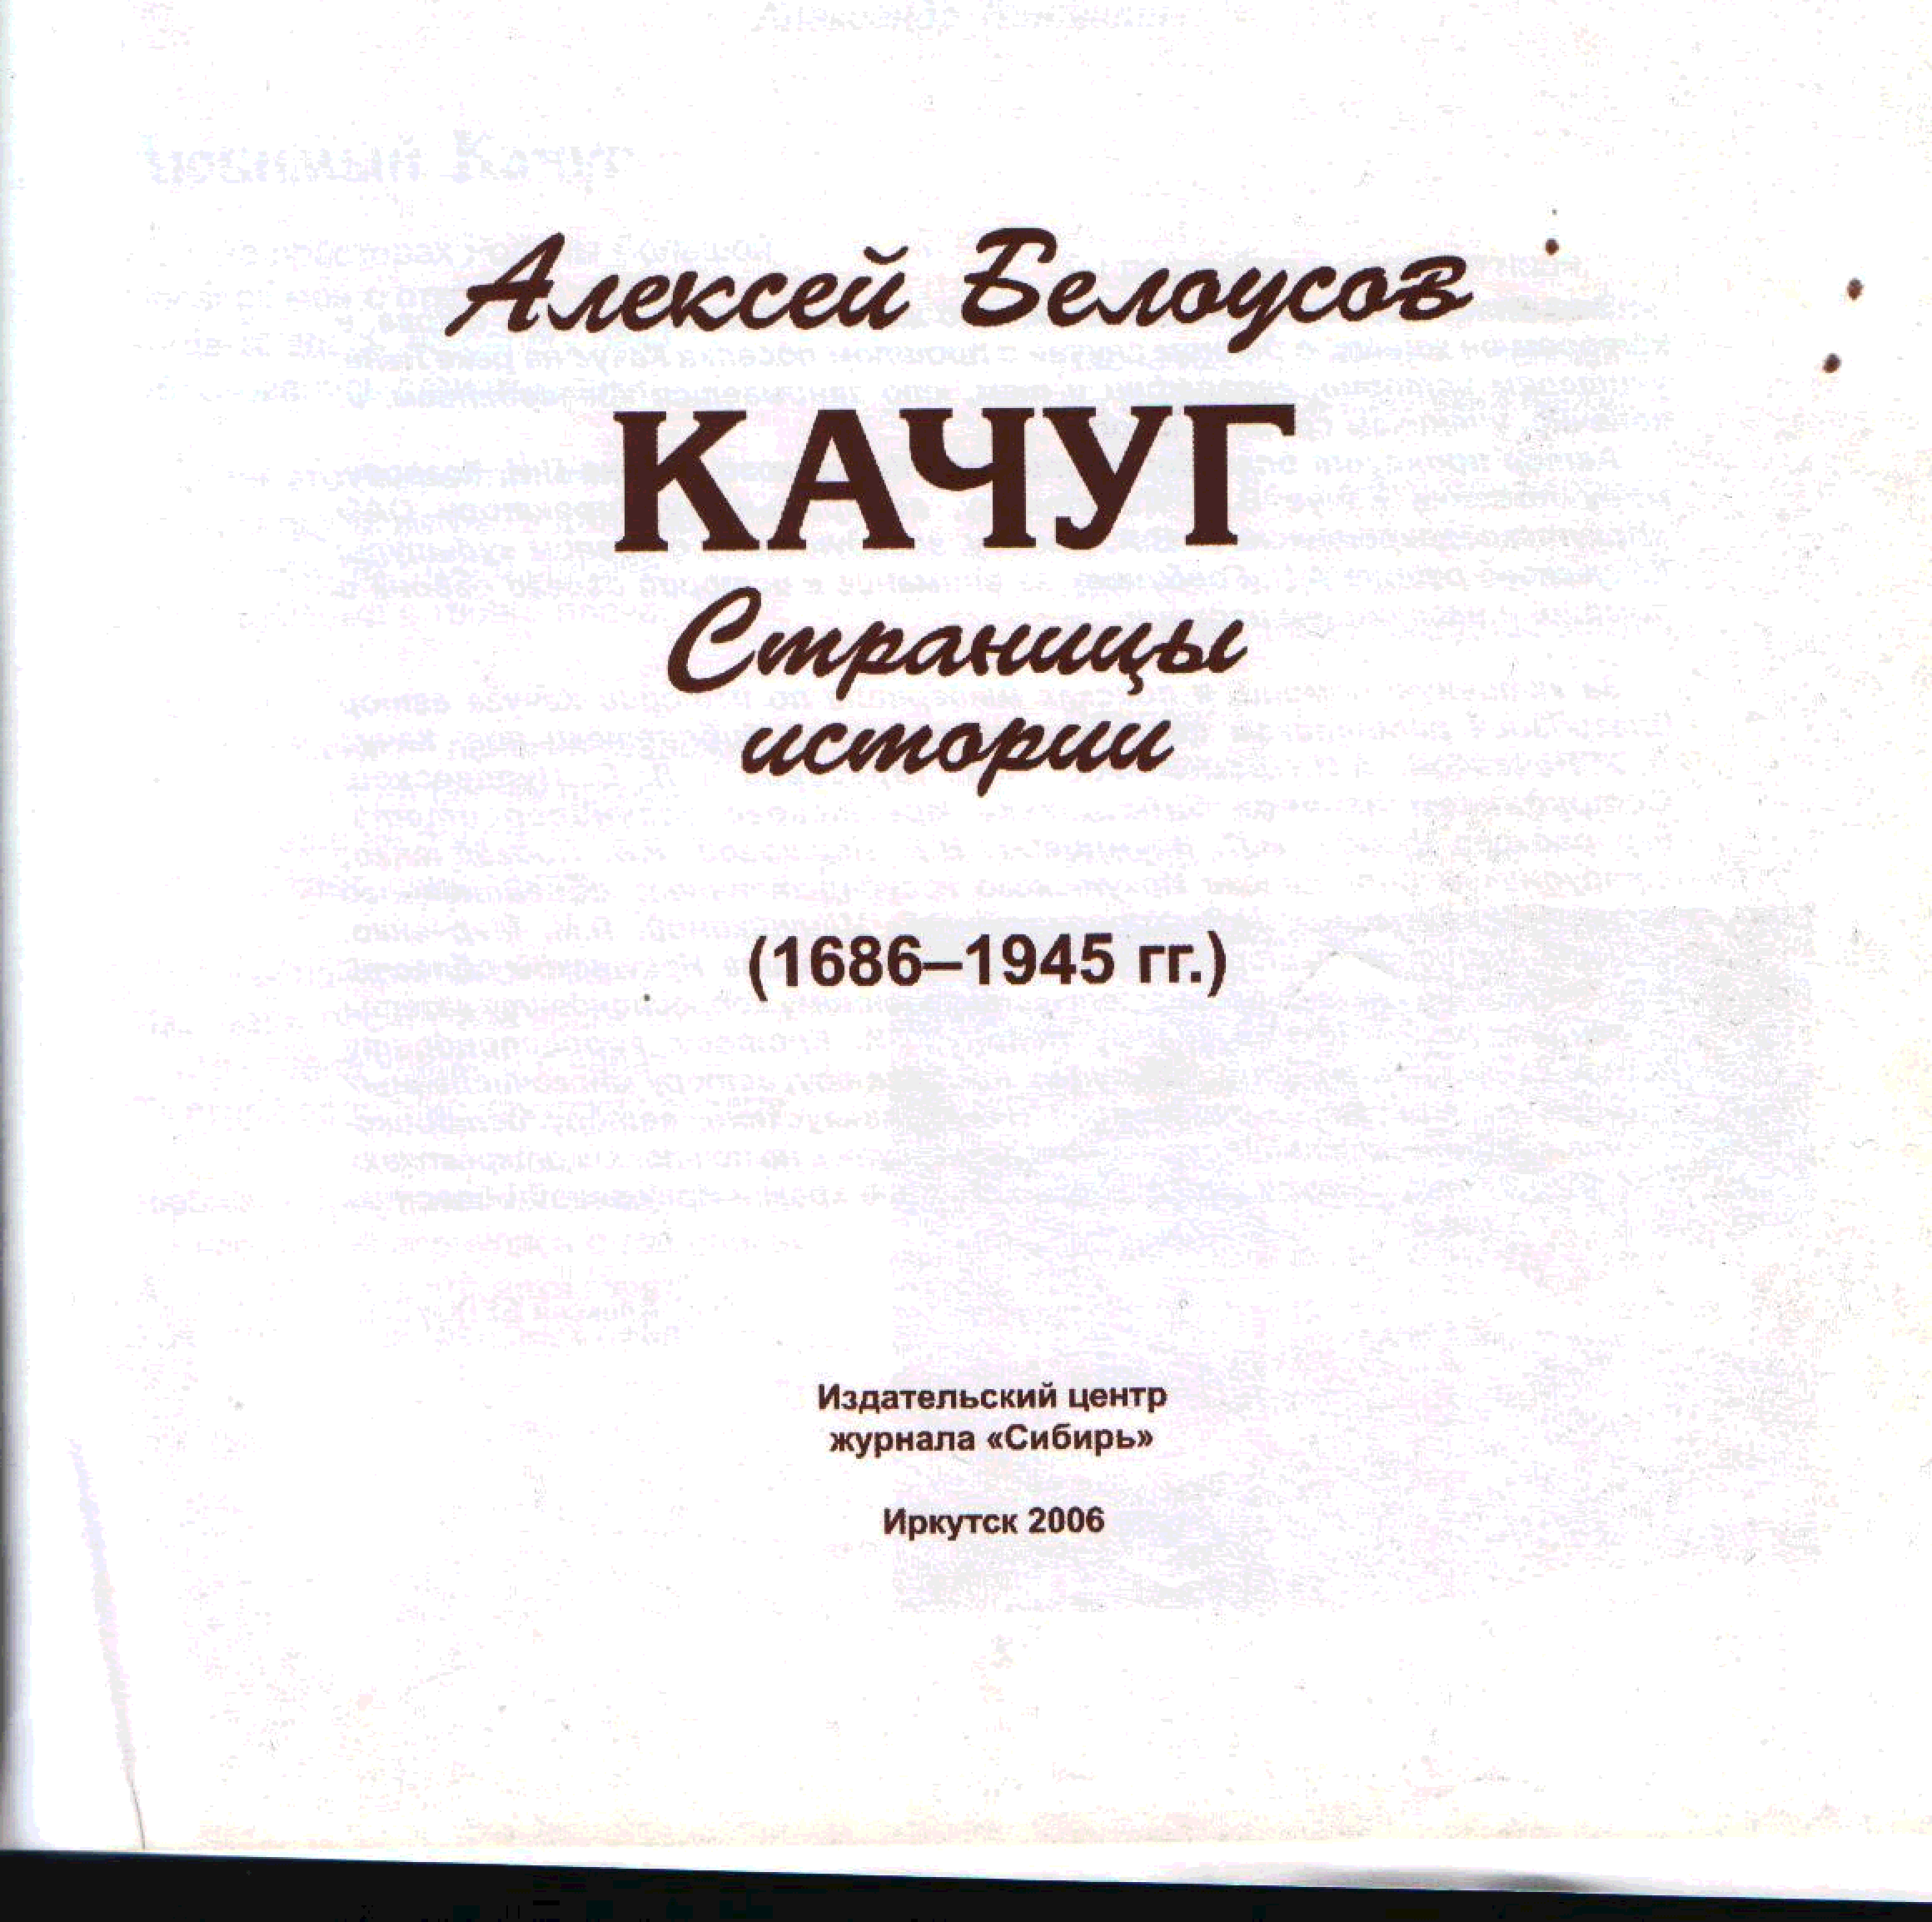 Алексей Белоусов
КАЧУГ
Страницы
истории
(1686–1945 гг.)
Издательский центр
журнала «Сибирь»
Иркутск 2006